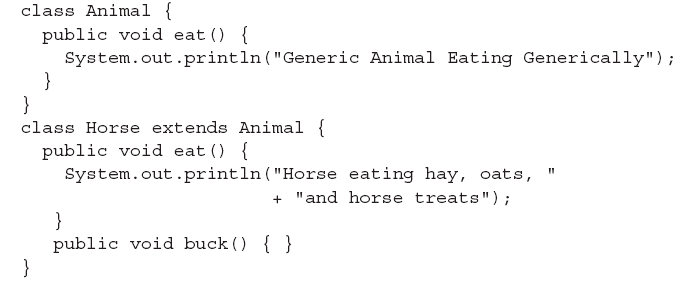 class Animal {
  public void eat() {
    System.out.println("Generic Animal Eating Generically");
  }
}
class Horse extends Animal {
  public void eat() {
    System.out.println("Horse eating hay, oats, "
                       + "and horse treats");
   }
   public void buck() { }
}